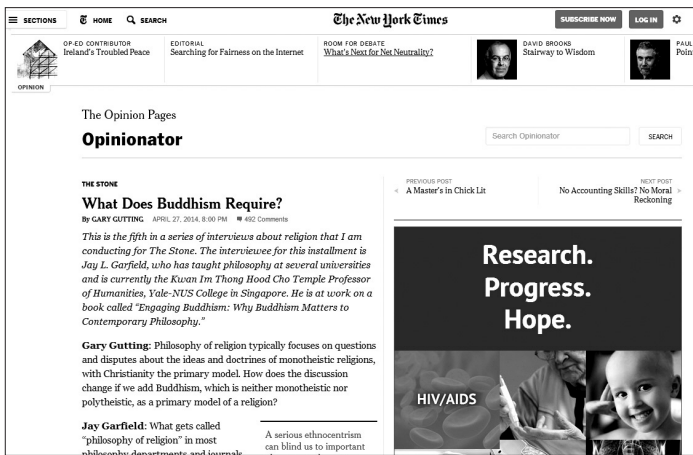 SECTIONS
HOME
SEARCH
The New York Times
SUBSCRIBE NOW
LOG IN
OP-ED CONTRIBUTOR
Ireland's Troubled Peace
EDITORIAL
Searching for Fairness on the Internet
ROOM FOR DEBATE
What's Next for Net Neutrality?
DAVID BROOKS
Stairway to Wisdom
PAUL
Poin
OPINION
The Opinion Pages
Opinionator
Search Opinionator
SEARCH
THE STONE
What Does Buddhism Require?
By GARY GUTTING APRIL 27, 2014, 8:00 PM 492 Comments
This is the fifth in a series of interviews about religion that I am
conducting for The Stone. The interviewee for this installment is
Jay L. Garfield, who has taught philosophy at several universities
and is currently the Kwan Im Thong Hood Cho Temple Professor
of Humanities, Yale-NUS College in Singapore. He is at work on a
book called “Engaging Buddhism: Why Buddhism Matters to
Contemporary Philosophy.”
Gary Gutting: Philosophy of religion typically focuses on questions
and disputes about the ideas and doctrines of monotheistic religions,
with Christianity the primary model. How does the discussion
change if we add Buddhism, which is neither monotheistic nor
polytheistic, as a primary model of a religion?
Jay Garfield: What gets called
“philosophy of religion” in most
philosophy departments and journals
A serious ethnocentrism
can blind us to important
PREVIOUS POST
A Master's in Chick Lit
NEXT POST
No Accounting Skills? No Moral
Reckoning
Research.
Progress.
Hope.
HIV/AIDS